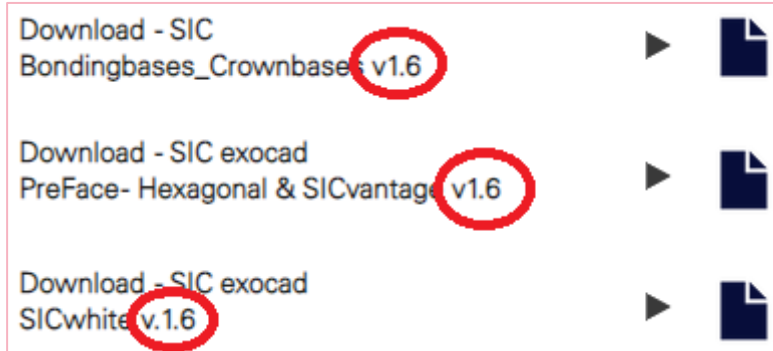 Download - SIC
Bondingbases_Crownbases v1.6
Download - SIC exocad
PreFace- Hexagonal & SICvantage v1.6
Download - SIC exocad
SICwhite v.1.6